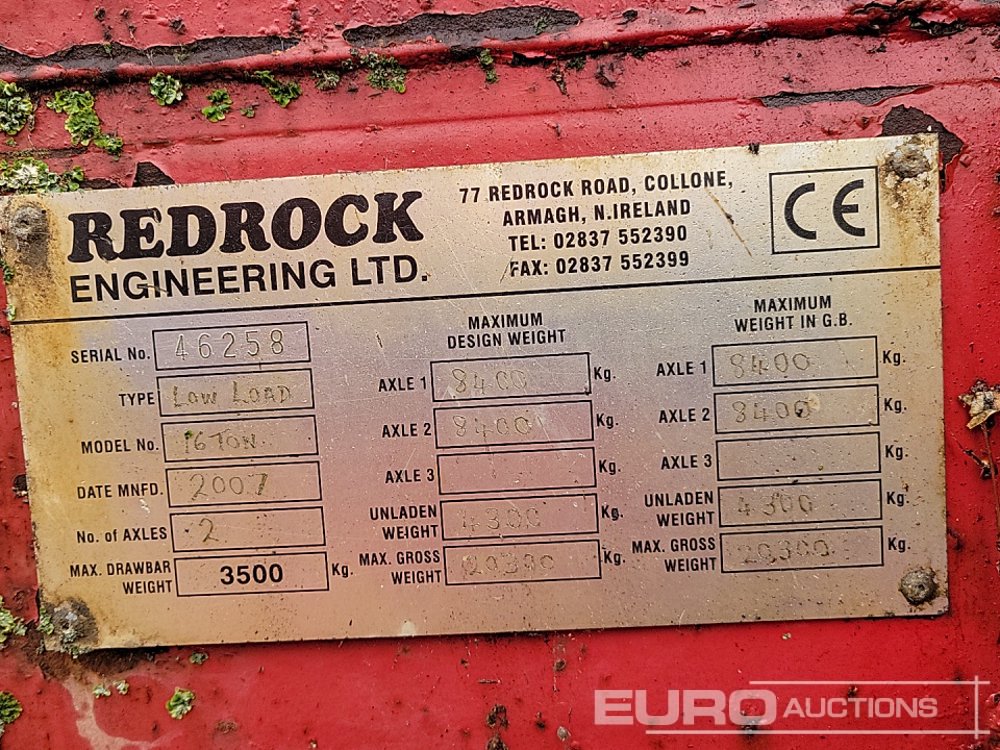 REDROCK
ENGINEERING LTD.
77 REDROCK ROAD, COLLONE,
ARMAGH, N.IRELAND
TEL: 02837 552390
FAX: 02837 552399
CE
SERIAL No. 46258
TYPE LOW LOAD
MODEL No. 16 TON
DATE MNFD. 2007
No. of AXLES 2
MAX. DRAWBAR
WEIGHT 3500 Kg.
MAXIMUM
DESIGN WEIGHT
AXLE 1 8400 Kg.
AXLE 2 8400 Kg.
AXLE 3 Kg.
UNLADEN
WEIGHT 4300 Kg.
MAX. GROSS
WEIGHT 20300 Kg.
MAXIMUM
WEIGHT IN G.B.
AXLE 1 8400 Kg.
AXLE 2 8400 Kg.
AXLE 3 Kg.
UNLADEN
WEIGHT 4300 Kg.
MAX. GROSS
WEIGHT 20300 Kg.
EURO AUCTIONS